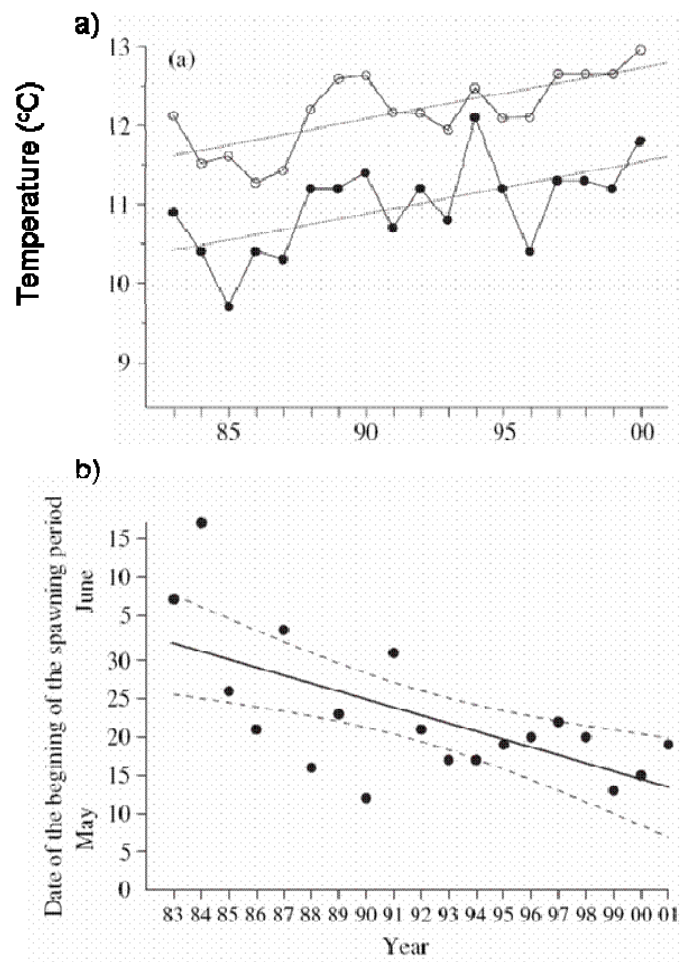 a)
(a)
Temperature (°C)
13
12
11
10
9
85 90 95 00
b)
Date of the begining of the spawning period
June
May
15
10
5
30
25
20
15
10
5
0
83 84 85 86 87 88 89 90 91 92 93 94 95 96 97 98 99 00 01
Year